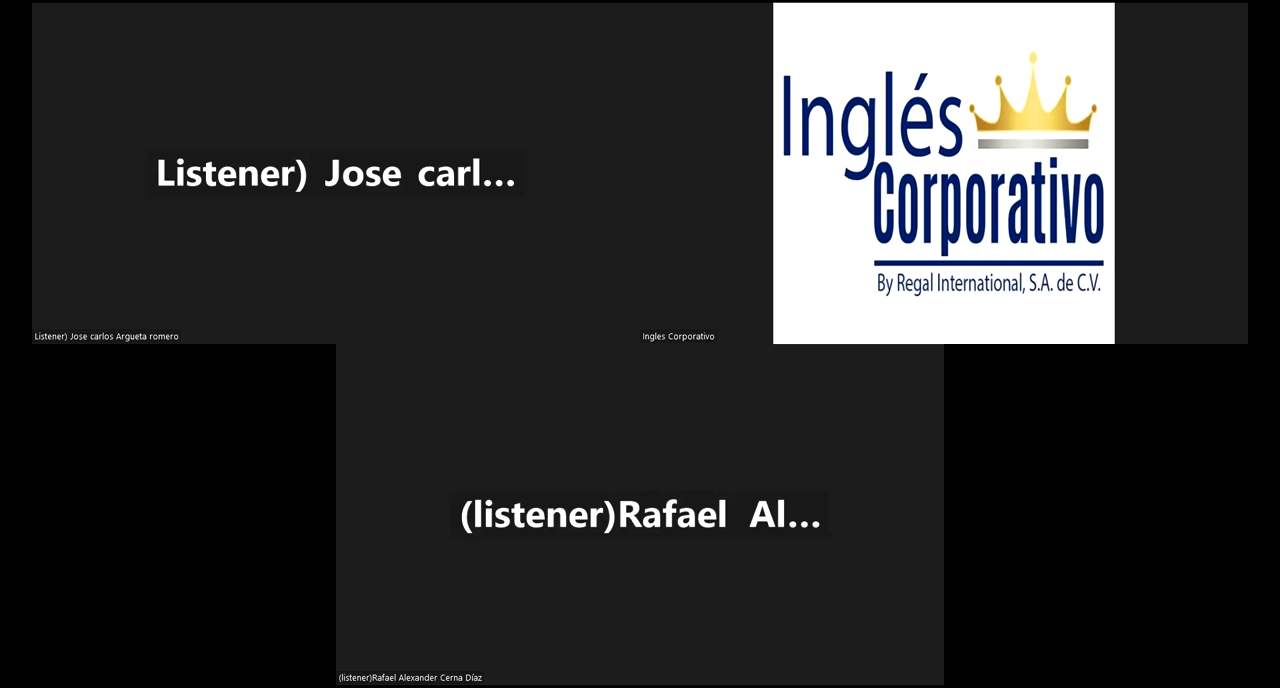 Listener) Jose carl...
Listener) Jose carlos Argueta romero
Inglés
Corporativo
By Regal International, S.A. de C.V.
Ingles Corporativo
(listener)Rafael Al...
(listener)Rafael Alexander Cerna Díaz